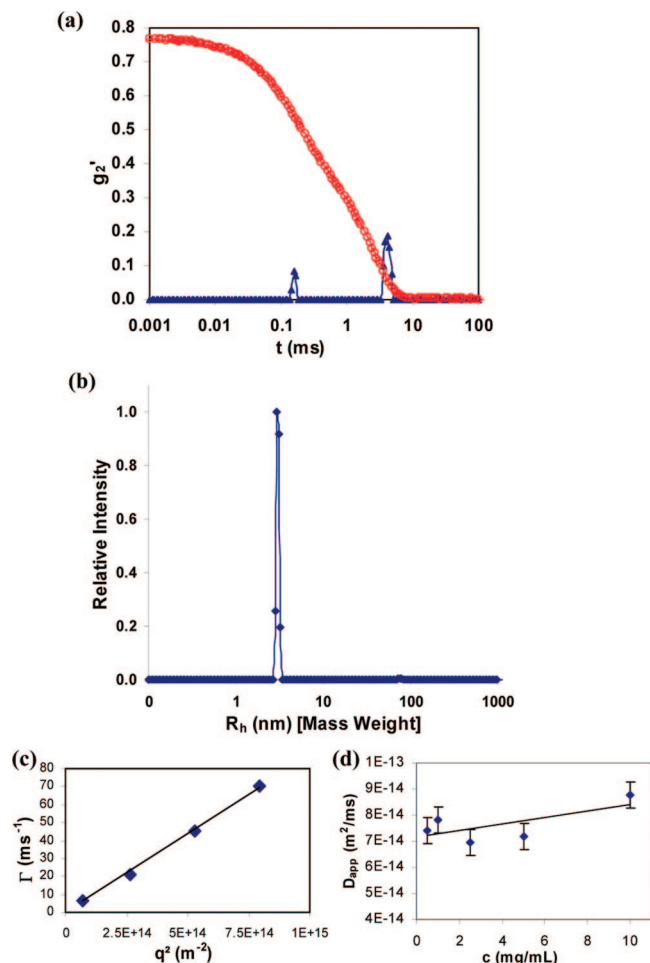 (a)
0.8
0.7
0.6
0.5
0.4
0.3
0.2
0.1
0.0
g₂'
0.001 0.01 0.1 1 10 100
t (ms)
(b)
1.0
0.8
0.6
0.4
0.2
0.0
Relative Intensity
0 1 10 100 1000
Rₕ (nm) [Mass Weight]
(c)
80
70
60
50
40
30
20
10
0
Γ (ms⁻¹)
0 2.5E+14 5E+14 7.5E+14 1E+15
q² (m⁻²)
(d)
1E-13
9E-14
8E-14
7E-14
6E-14
5E-14
4E-14
Dₐₚₚ (m²/ms)
0 2 4 6 8 10
c (mg/mL)